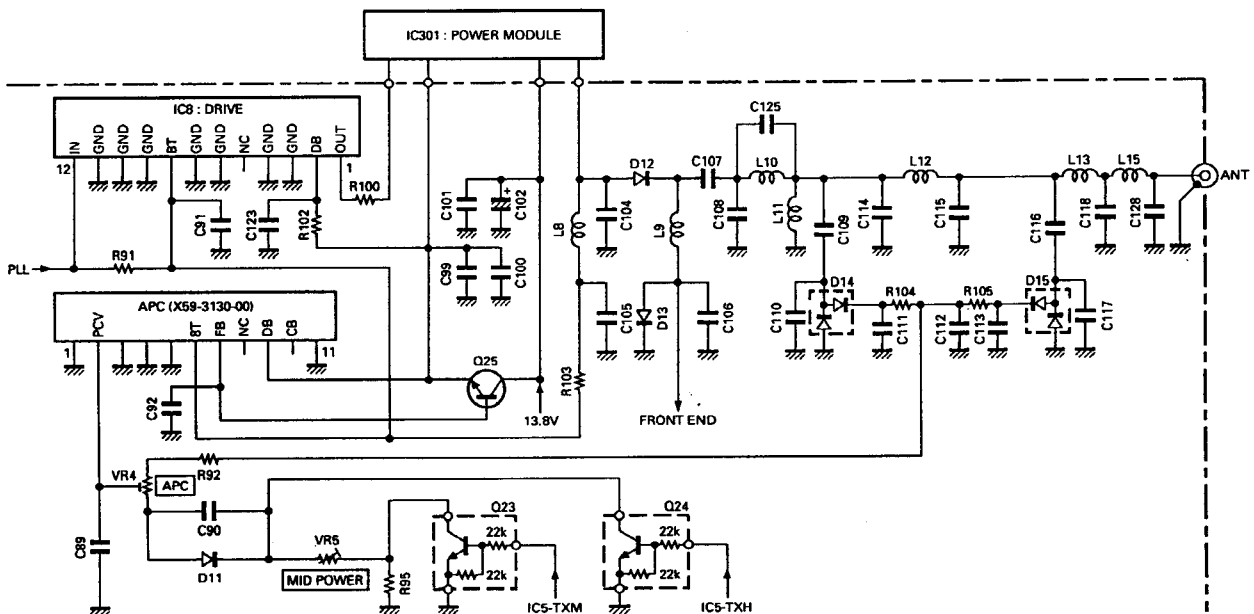 IC301 : POWER MODULE
IC8 : DRIVE
IN
GND
GND
GND
BT
GND
GND
NC
GND
GND
DB
OUT
12
1
R100
C91
C123
R102
PLL
R91
C101
C102
+
C99
C100
L8
C104
D12
L9
C107
C108
C125
L10
L11
C109
C114
L12
C115
C116
L13
C118
L15
C128
ANT
C105
D13
C106
C110
D14
R104
C111
C112
R105
C113
D15
C117
R103
FRONT END
APC (X59-3130-00)
PCV
8T
FB
NC
DB
CB
1
11
C92
Q25
13.8V
VR4
APC
R92
C90
D11
C89
VR5
MID POWER
R95
Q23
22k
22k
IC5-TXM
Q24
22k
22k
IC5-TXH